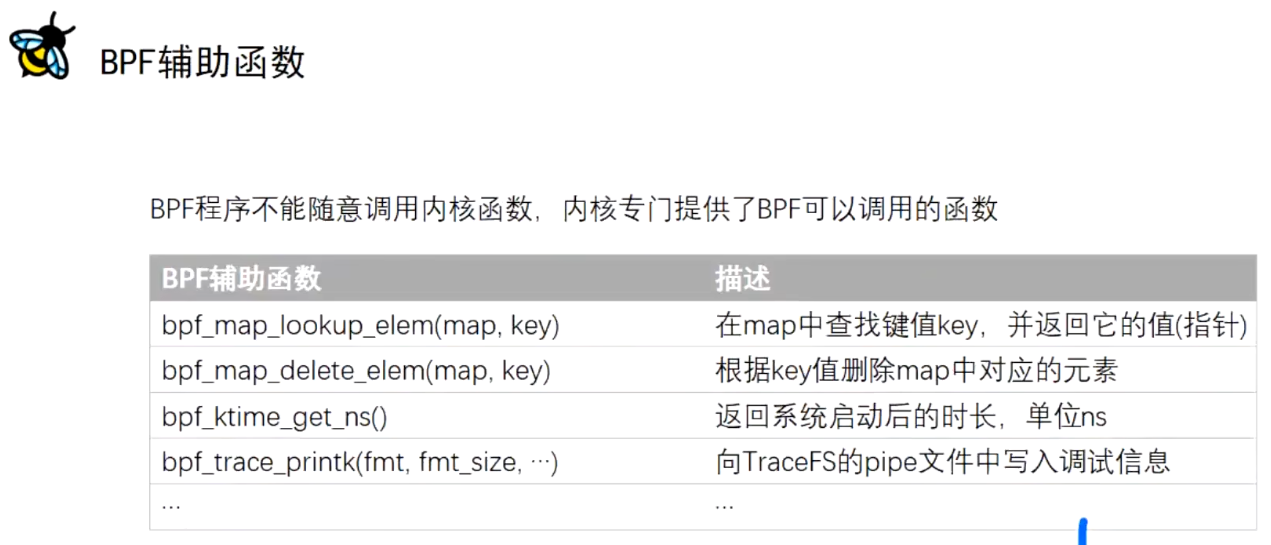 BPF辅助函数
BPF程序不能随意调用内核函数，内核专门提供了BPF可以调用的函数
BPF辅助函数 描述
bpf_map_lookup_elem(map, key) 在map中查找键值key，并返回它的值(指针)
bpf_map_delete_elem(map, key) 根据key值删除map中对应的元素
bpf_ktime_get_ns() 返回系统启动后的时长，单位ns
bpf_trace_printk(fmt, fmt_size, …) 向TraceFS的pipe文件中写入调试信息
… …